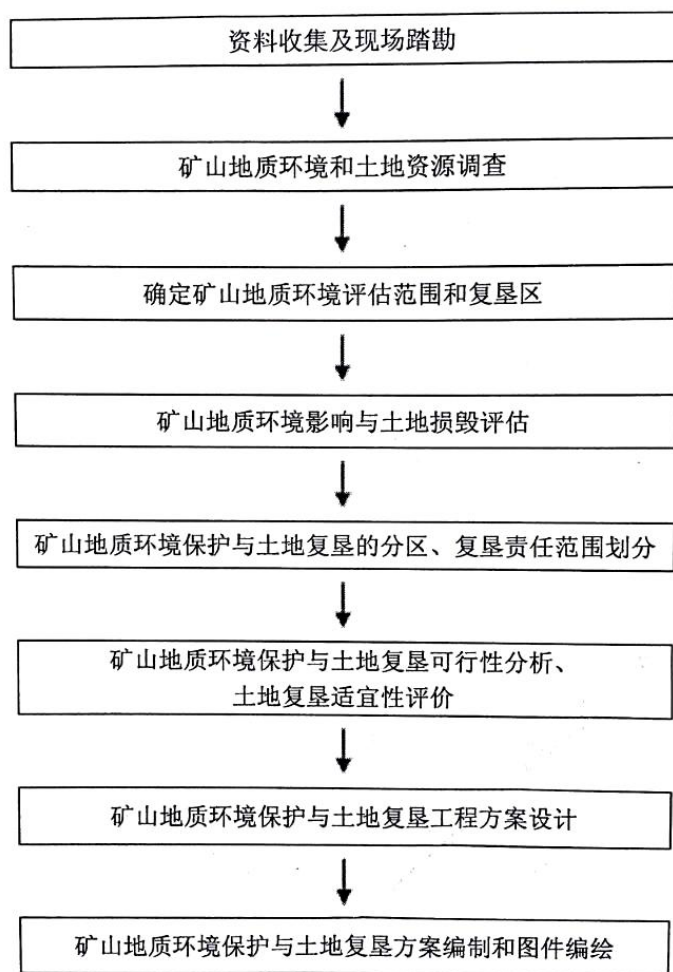 资料收集及现场踏勘
矿山地质环境和土地资源调查
确定矿山地质环境评估范围和复垦区
矿山地质环境影响与土地损毁评估
矿山地质环境保护与土地复垦的分区、复垦责任范围划分
矿山地质环境保护与土地复垦可行性分析、
土地复垦适宜性评价
矿山地质环境保护与土地复垦工程方案设计
矿山地质环境保护与土地复垦方案编制和图件编绘